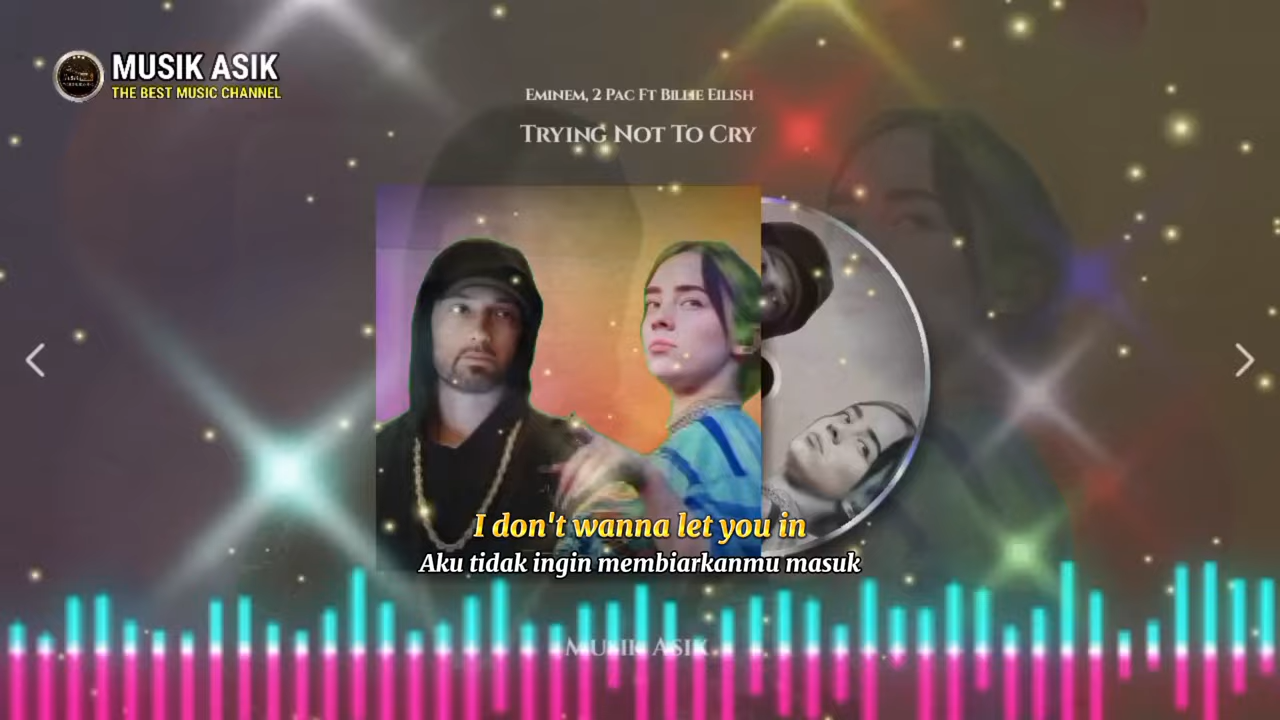 MUSIK ASIK
THE BEST MUSIC CHANNEL
Eminem, 2 Pac Ft Billie Eilish
Trying Not To Cry
I don't wanna let you in
Aku tidak ingin membiarkanmu masuk
Musik Asik